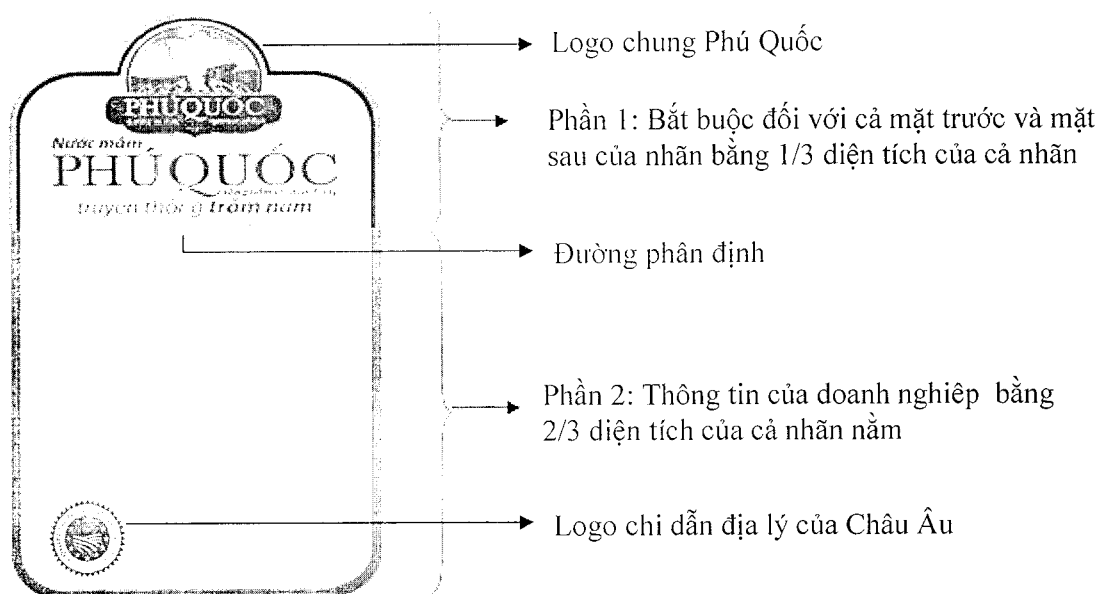 Logo chung Phú Quốc
PHÚ QUỐC
Phần 1: Bắt buộc đối với cả mặt trước và mặt
sau của nhãn bằng 1/3 diện tích của cả nhãn
Nước mắm
PHÚ QUỐC
truyền thống trăm năm
Đường phân định
Phần 2: Thông tin của doanh nghiêp bằng
2/3 diện tích của cả nhãn nằm
Logo chi dẫn địa lý của Châu Âu